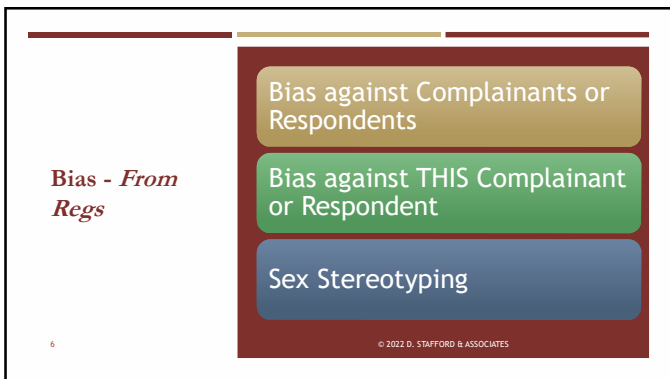 Bias - From
Regs
Bias against Complainants or
Respondents
Bias against THIS Complainant
or Respondent
Sex Stereotyping
6
© 2022 D. STAFFORD & ASSOCIATES